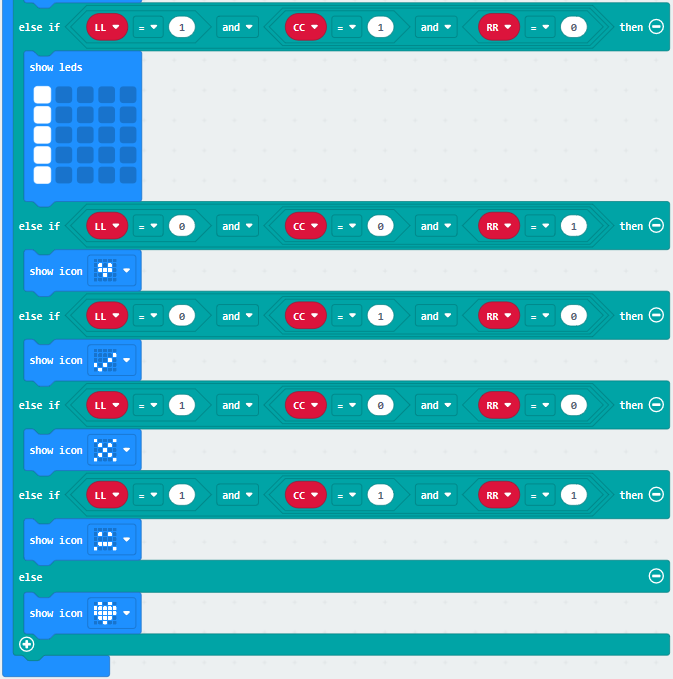 else if LL = 1 and CC = 1 and RR = 0 then
show leds
else if LL = 0 and CC = 0 and RR = 1 then
show icon
else if LL = 0 and CC = 1 and RR = 0 then
show icon
else if LL = 1 and CC = 0 and RR = 0 then
show icon
else if LL = 1 and CC = 1 and RR = 1 then
show icon
else
show icon